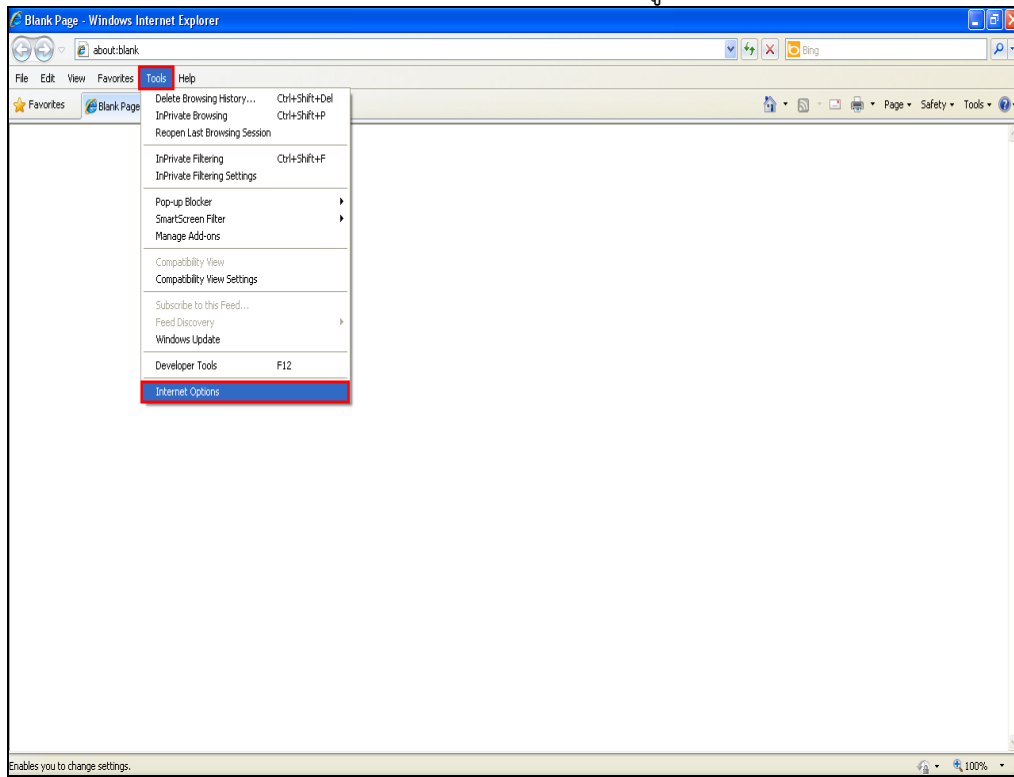 Blank Page - Windows Internet Explorer
about:blank
Bing
File Edit View Favorites Tools Help
Favorites Blank Page
Page Safety Tools
Delete Browsing History... Ctrl+Shift+Del
InPrivate Browsing Ctrl+Shift+P
Reopen Last Browsing Session
InPrivate Filtering Ctrl+Shift+F
InPrivate Filtering Settings
Pop-up Blocker
SmartScreen Filter
Manage Add-ons
Compatibility View
Compatibility View Settings
Subscribe to this Feed...
Feed Discovery
Windows Update
Developer Tools F12
Internet Options
Enables you to change settings.
100%